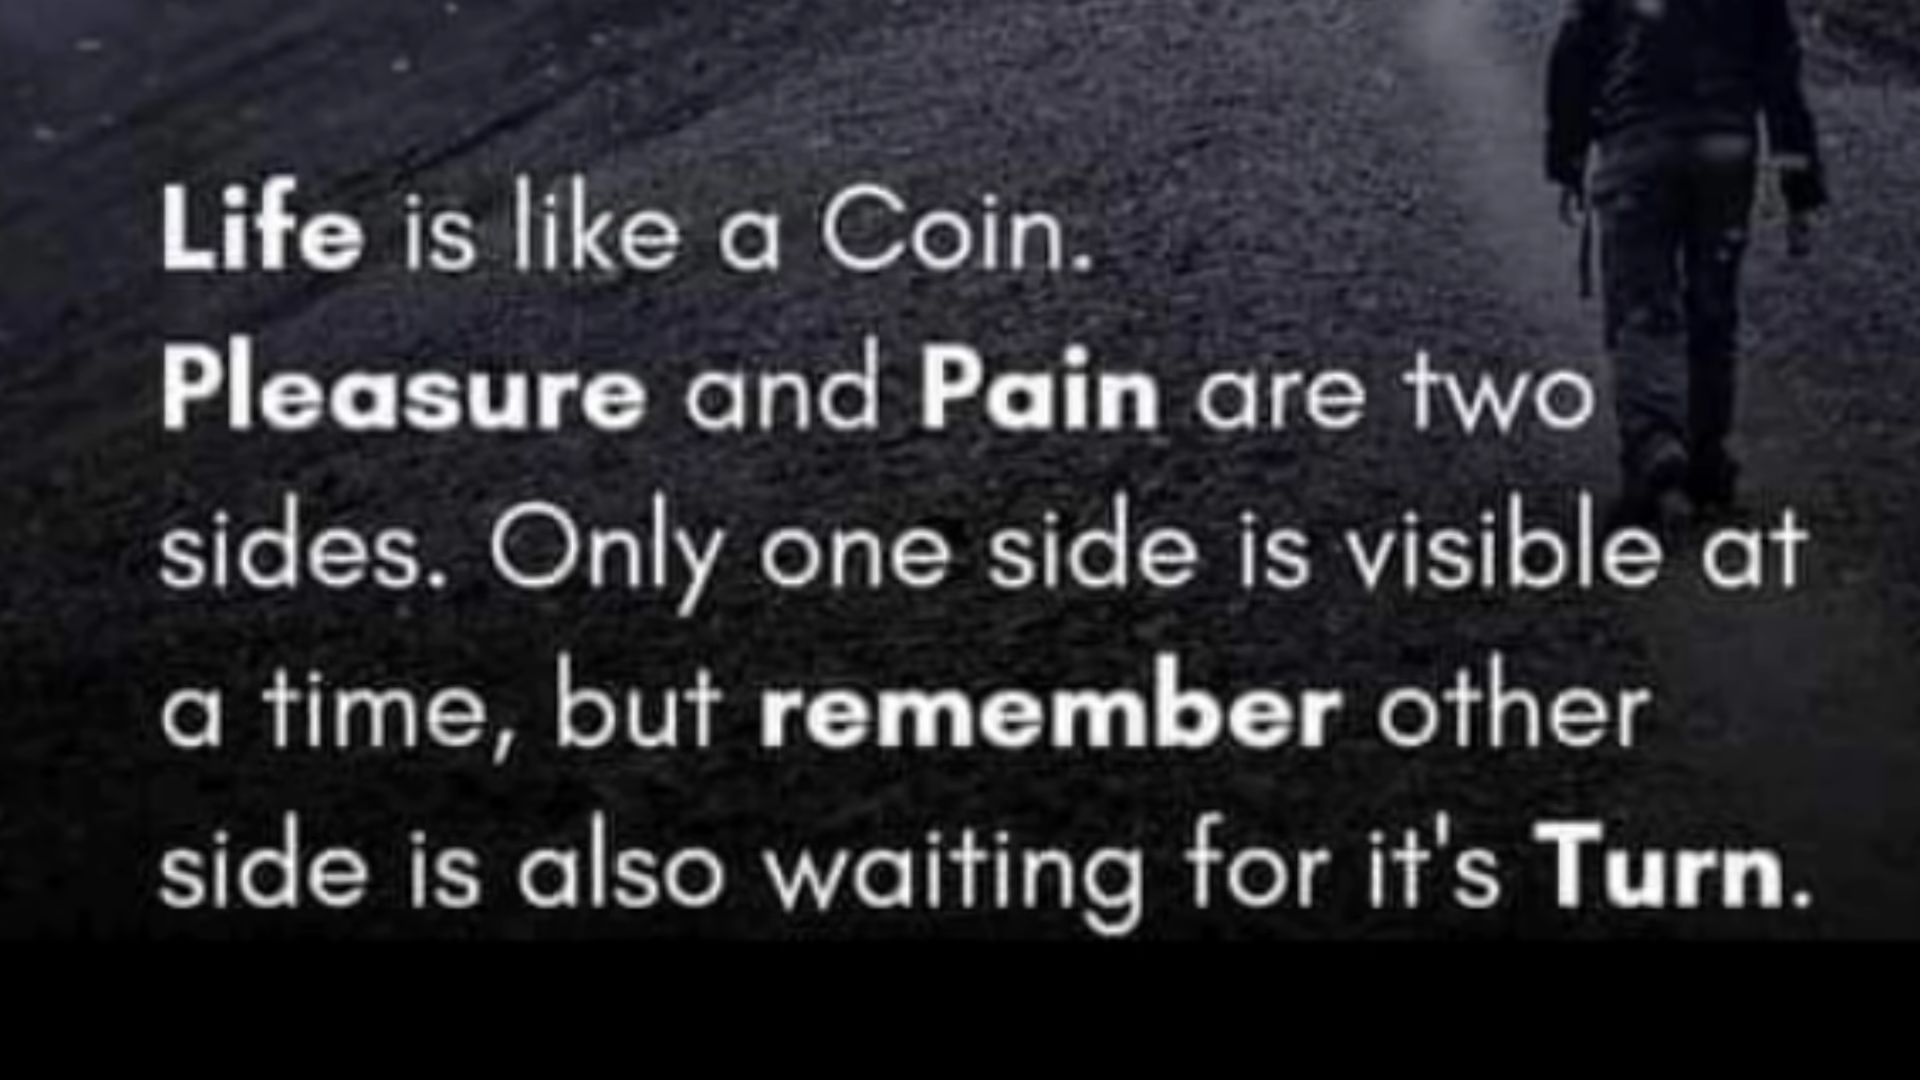 Life is like a Coin.
Pleasure and Pain are two
sides. Only one side is visible at
a time, but remember other
side is also waiting for it's Turn.